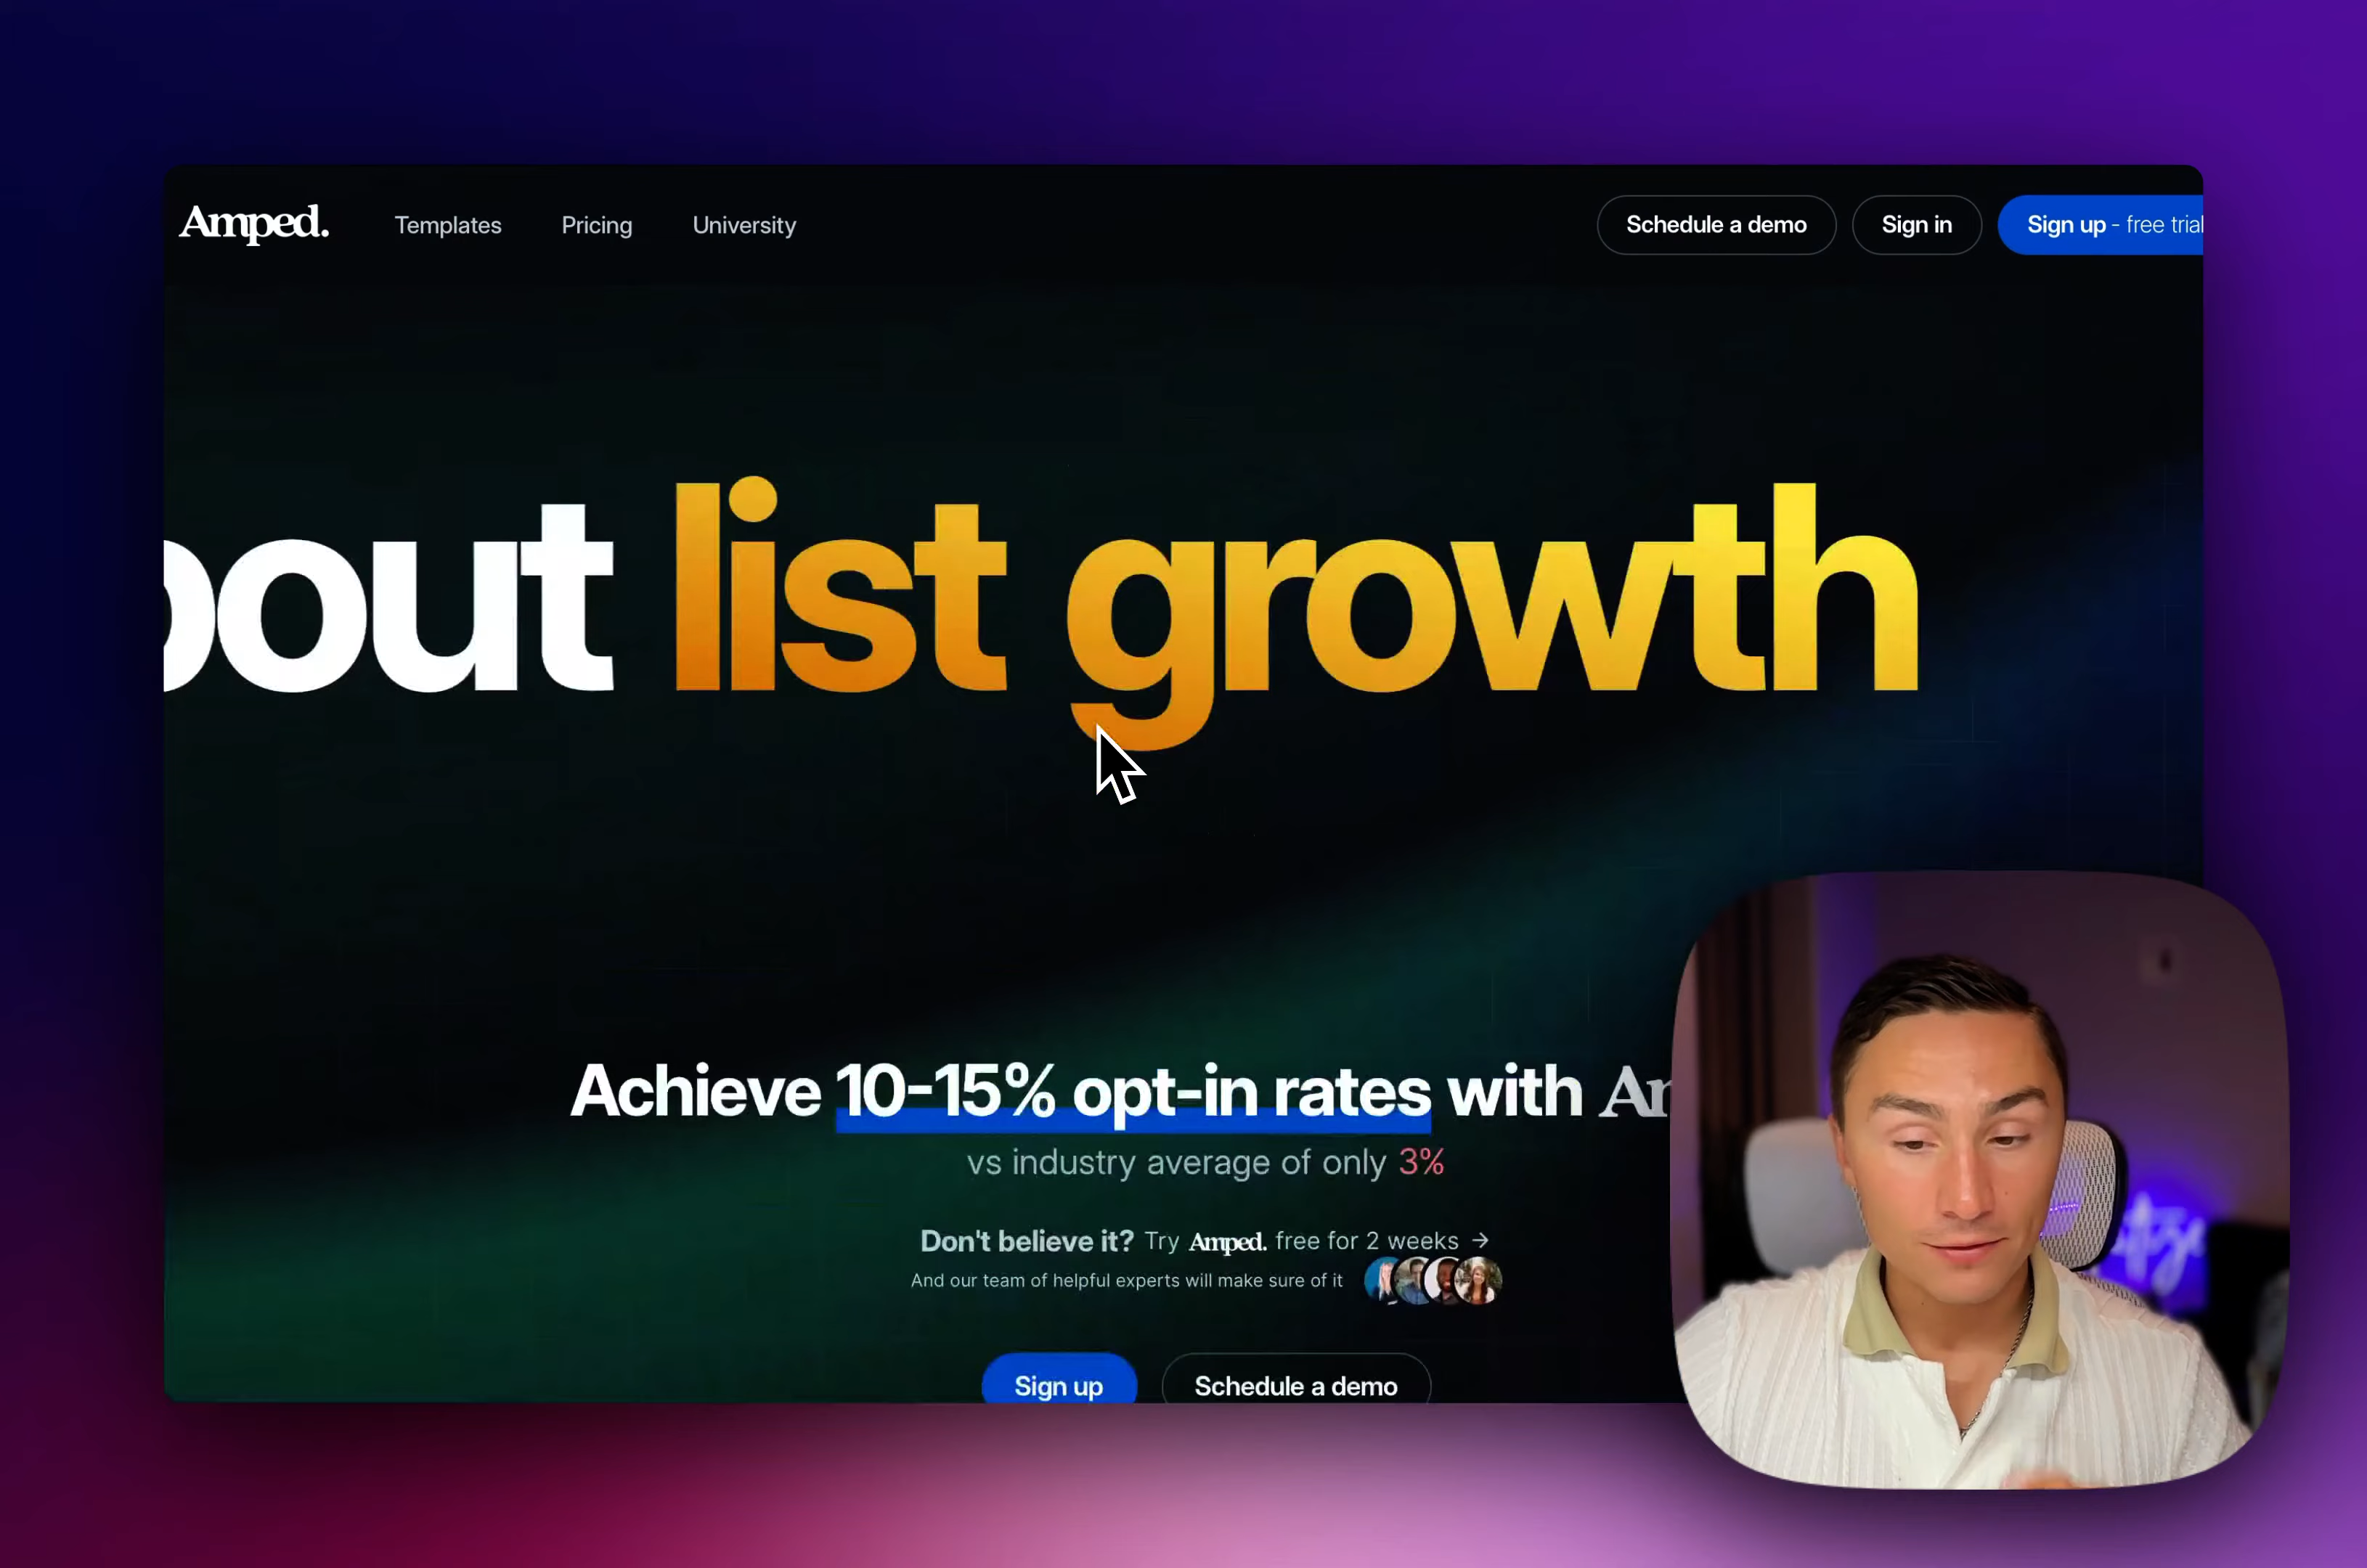 Amped. Templates Pricing University Schedule a demo Sign in Sign up - free trial
bout list growth
Achieve 10-15% opt-in rates with
vs industry average of only 3%
Don't believe it? Try Amped. free for 2 weeks →
And our team of helpful experts will make sure of it
Sign up Schedule a demo